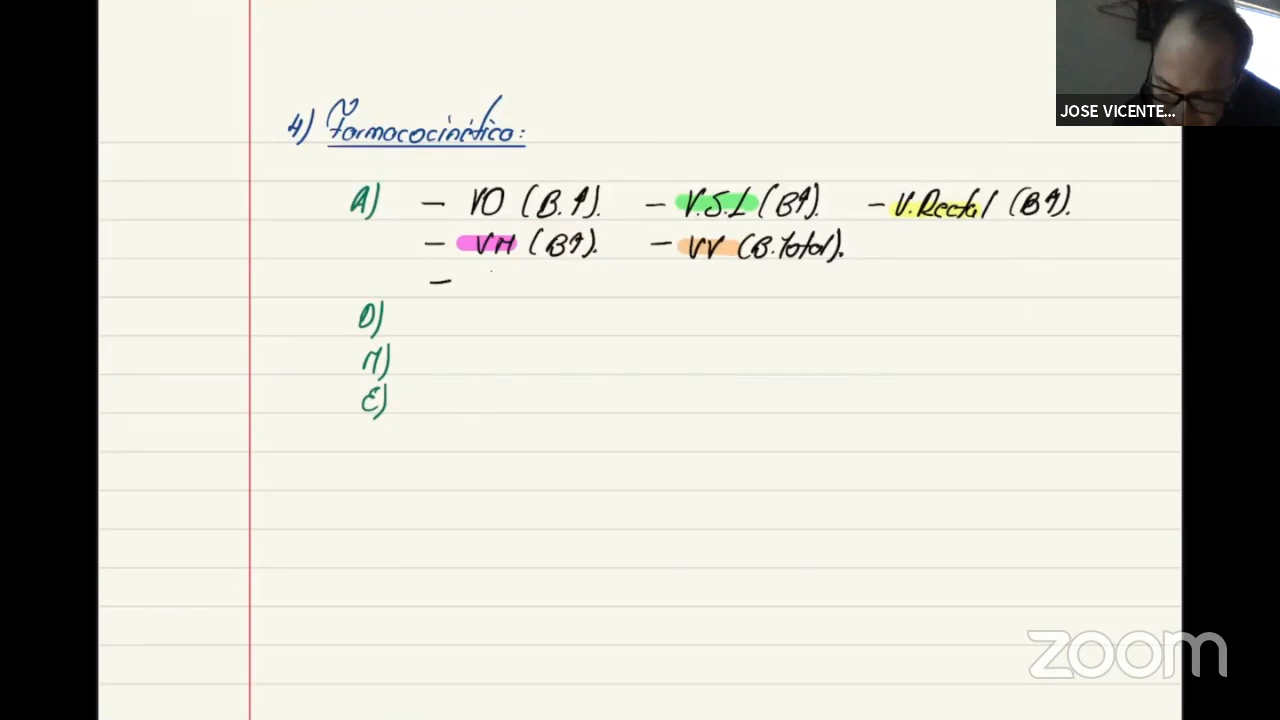 4) Farmacocinética:
A) - VO (B.↑). - V.S.L (B↑). - V.Rectal (B↑).
- VM (B↑). - VV (B.Total).
-
D)
M)
E)
JOSE VICENTE...
zoom